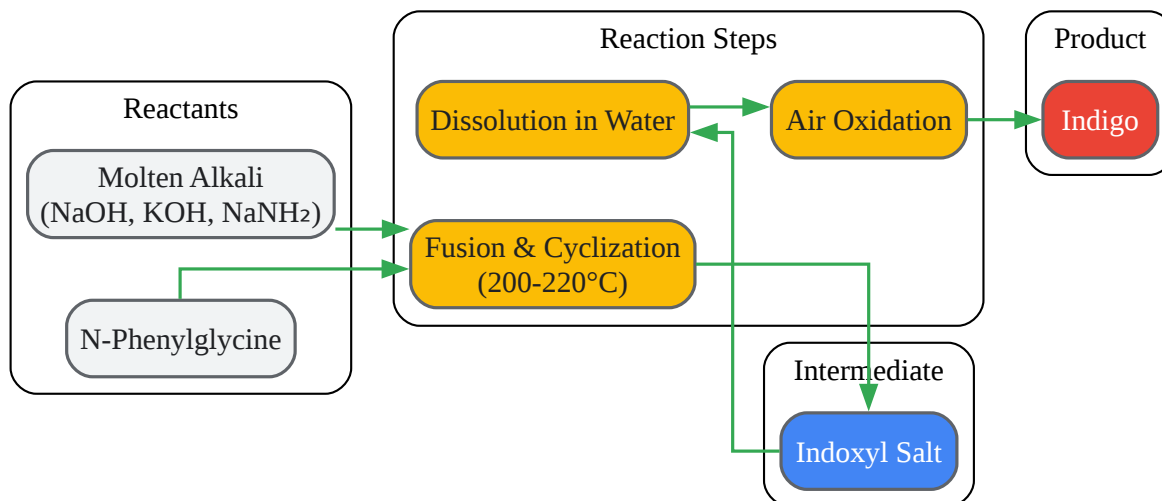 Reactants
Molten Alkali
(NaOH, KOH, NaNH₂)
N-Phenylglycine
Reaction Steps
Dissolution in Water
Air Oxidation
Fusion & Cyclization
(200-220°C)
Intermediate
Indoxyl Salt
Product
Indigo